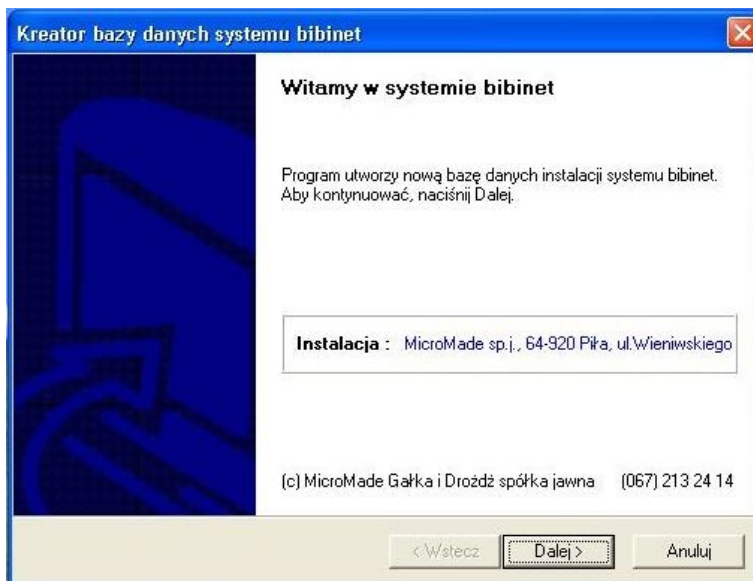 Kreator bazy danych systemu bibinet
Witamy w systemie bibinet
Program utworzy nową bazę danych instalacji systemu bibinet.
Aby kontynuować, naciśnij Dalej.
Instalacja : MicroMade sp.j., 64-920 Piła, ul.Wieniwskiego
(c) MicroMade Gałka i Drożdż spółka jawna (067) 213 24 14
< Wstecz Dalej > Anuluj